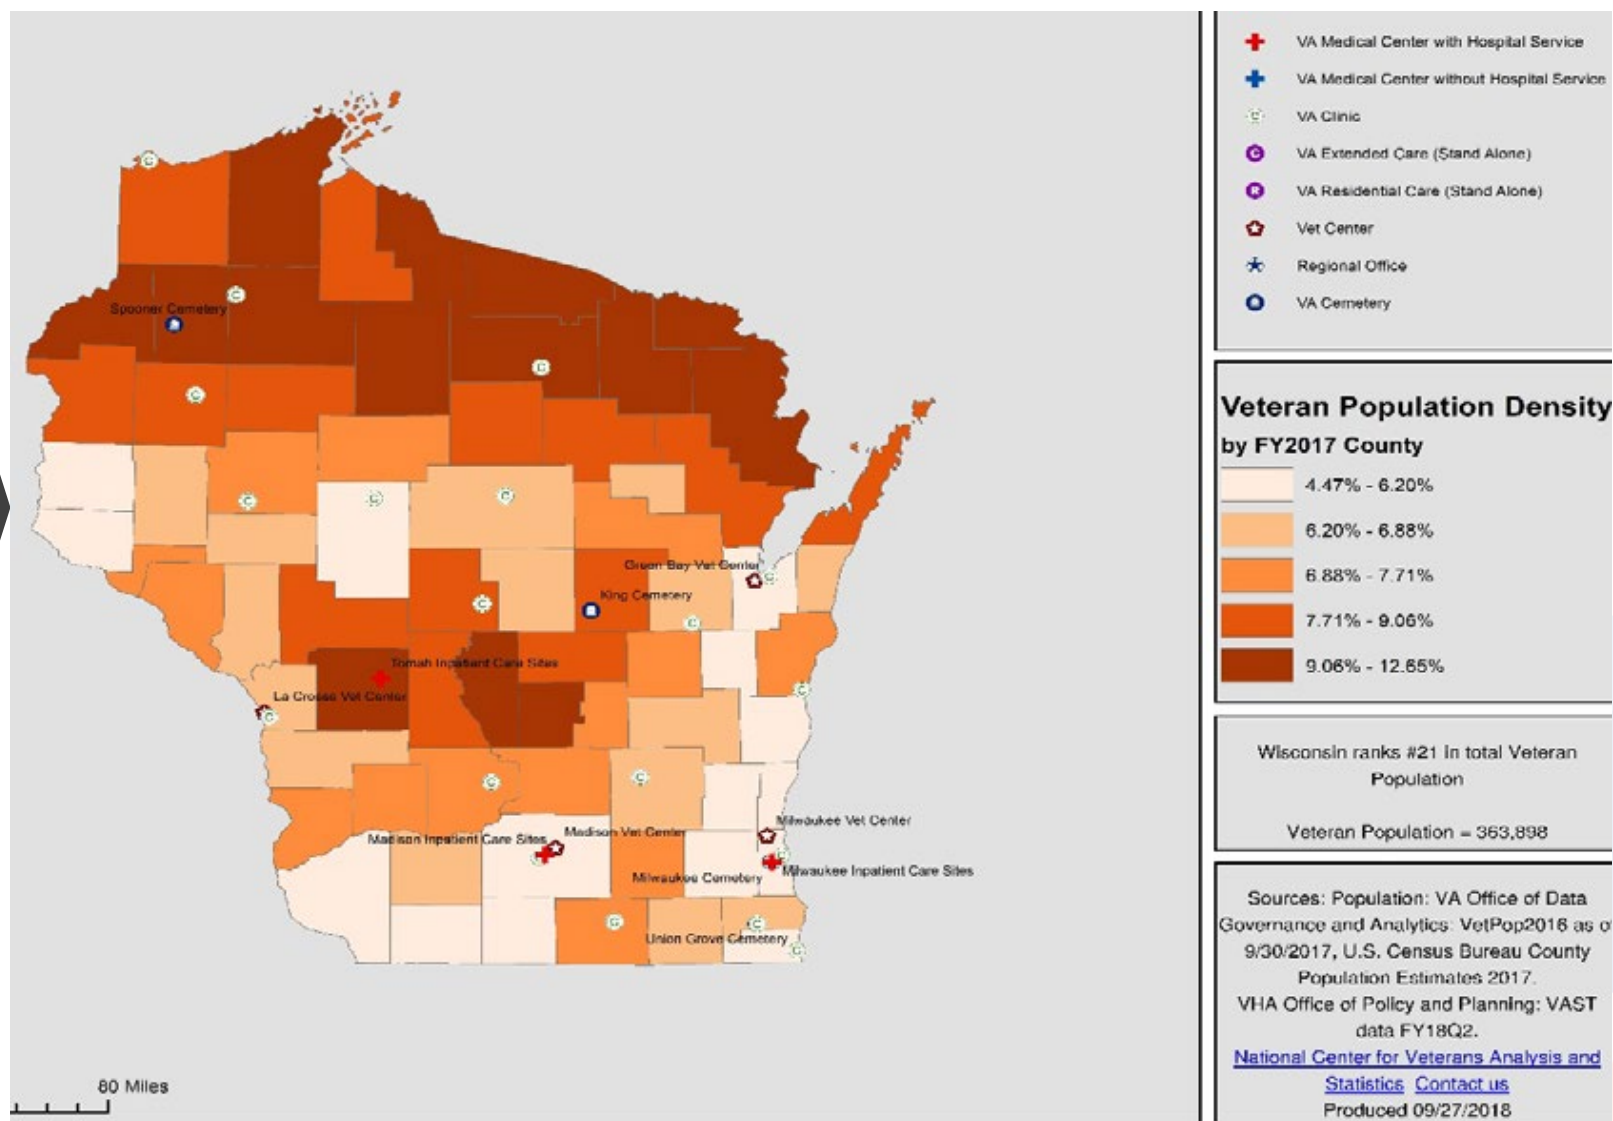 VA Medical Center with Hospital Service
VA Medical Center without Hospital Service
C
VA Clinic
C
VA Extended Care (Stand Alone)
R
VA Residential Care (Stand Alone)
Vet Center
Regional Office
VA Cemetery
Veteran Population Density
by FY2017 County
4.47% - 6.20%
6.20% - 6.88%
6.88% - 7.71%
7.71% - 9.06%
9.06% - 12.65%
Wisconsin ranks #21 in total Veteran
Population
Veteran Population = 363,898
Sources: Population: VA Office of Data
Governance and Analytics: VetPop2016 as of
9/30/2017, U.S. Census Bureau County
Population Estimates 2017.
VHA Office of Policy and Planning: VAST
data FY18Q2.
National Center for Veterans Analysis and
Statistics Contact us
Produced 09/27/2018
C
C
Spooner Cemetery
C
C
C
C
C
Green Bay Vet Center
C
King Cemetery
C
C
Tomah Inpatient Care Sites
La Crosse Vet Center
C
C
C
C
Milwaukee Vet Center
Madison Inpatient Care Sites
Madison Vet Center
Milwaukee Cemetery
Milwaukee Inpatient Care Sites
C
C
Union Grove Cemetery
C
80 Miles